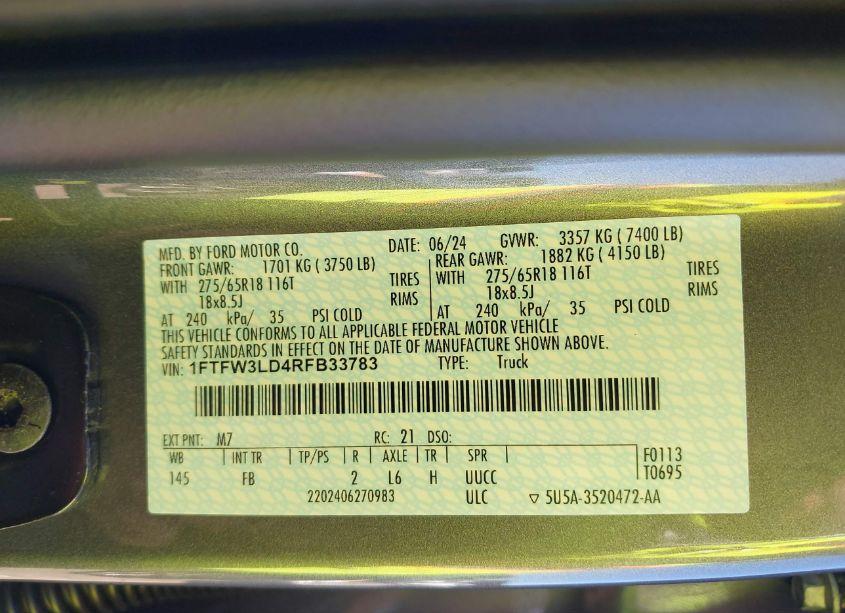 MFD. BY FORD MOTOR CO. DATE: 06/24 GVWR: 3357 KG ( 7400 LB)
FRONT GAWR: 1701 KG ( 3750 LB) REAR GAWR: 1882 KG ( 4150 LB)
WITH 275/65R18 116T TIRES WITH 275/65R18 116T TIRES
18x8.5J RIMS 18x8.5J RIMS
AT 240 kPa/ 35 PSI COLD AT 240 kPa/ 35 PSI COLD
THIS VEHICLE CONFORMS TO ALL APPLICABLE FEDERAL MOTOR VEHICLE
SAFETY STANDARDS IN EFFECT ON THE DATE OF MANUFACTURE SHOWN ABOVE.
VIN: 1FTFW3LD4RFB33783 TYPE: Truck
EXT PNT: M7 RC: 21 DSO:
WB INT TR TP/PS R AXLE TR SPR F0113
145 FB 2 L6 H UUCC T0695
2202406270983 ULC ▽ 5U5A-3520472-AA